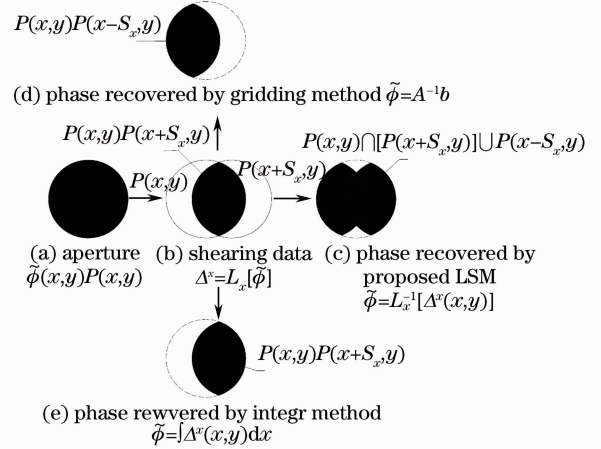 P(x,y)P(x−Sₓ,y)
(d) phase recovered by gridding method ϕ̃=A⁻¹b
P(x,y)P(x+Sₓ,y)
P(x,y)⋂[P(x+Sₓ,y)]⋃P(x−Sₓ,y)
P(x,y)
P(x+Sₓ,y)
(a) aperture
ϕ̃(x,y)P(x,y)
(b) shearing data
Δˣ=Lₓ[ϕ̃]
(c) phase recovered by
proposed LSM
ϕ̃=Lₓ⁻¹[Δˣ(x,y)]
P(x,y)P(x+Sₓ,y)
(e) phase rewvered by integr method
ϕ̃=∫Δˣ(x,y)dx